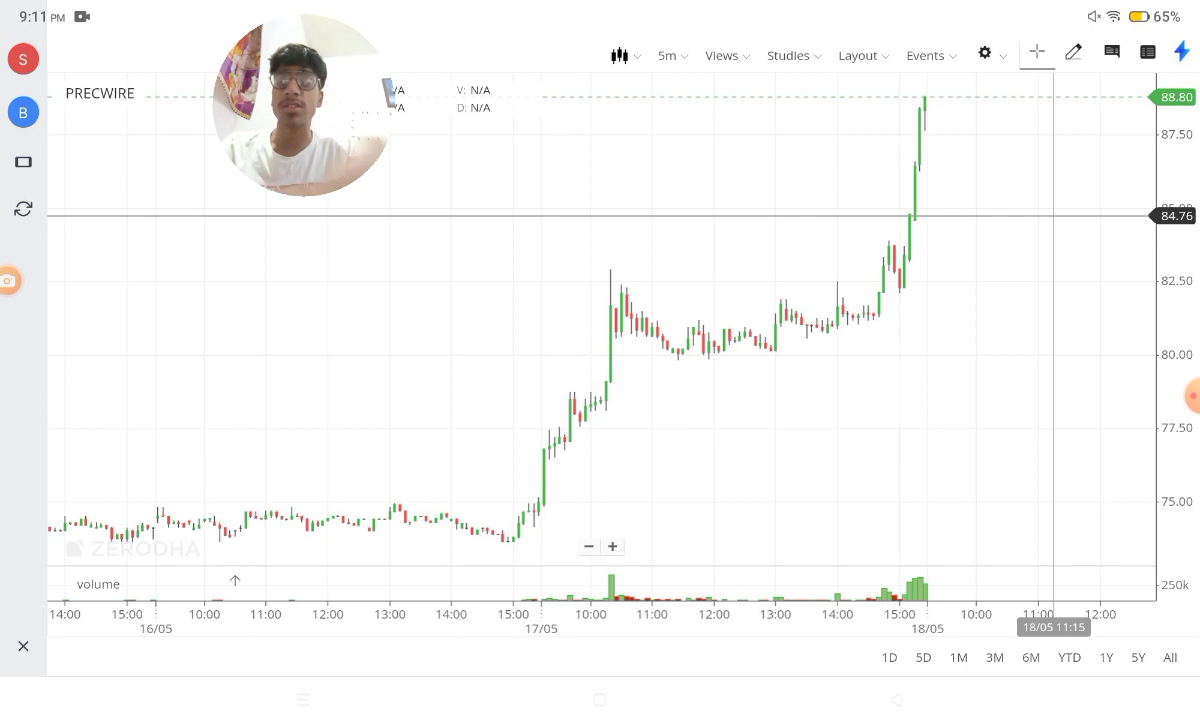 9:11 PM
65%
S
5m
Views
Studies
Layout
Events
B
PRECWIRE
/A
V: N/A
/A
D: N/A
88.80
87.50
85.00
84.76
82.50
80.00
77.50
75.00
ZERODHA
volume
250k
14:00 15:00 10:00 11:00 12:00 13:00 14:00 15:00 10:00 11:00 12:00 13:00 14:00 15:00 10:00 11:00 12:00
16/05 17/05 18/05
18/05 11:15
1D 5D 1M 3M 6M YTD 1Y 5Y All